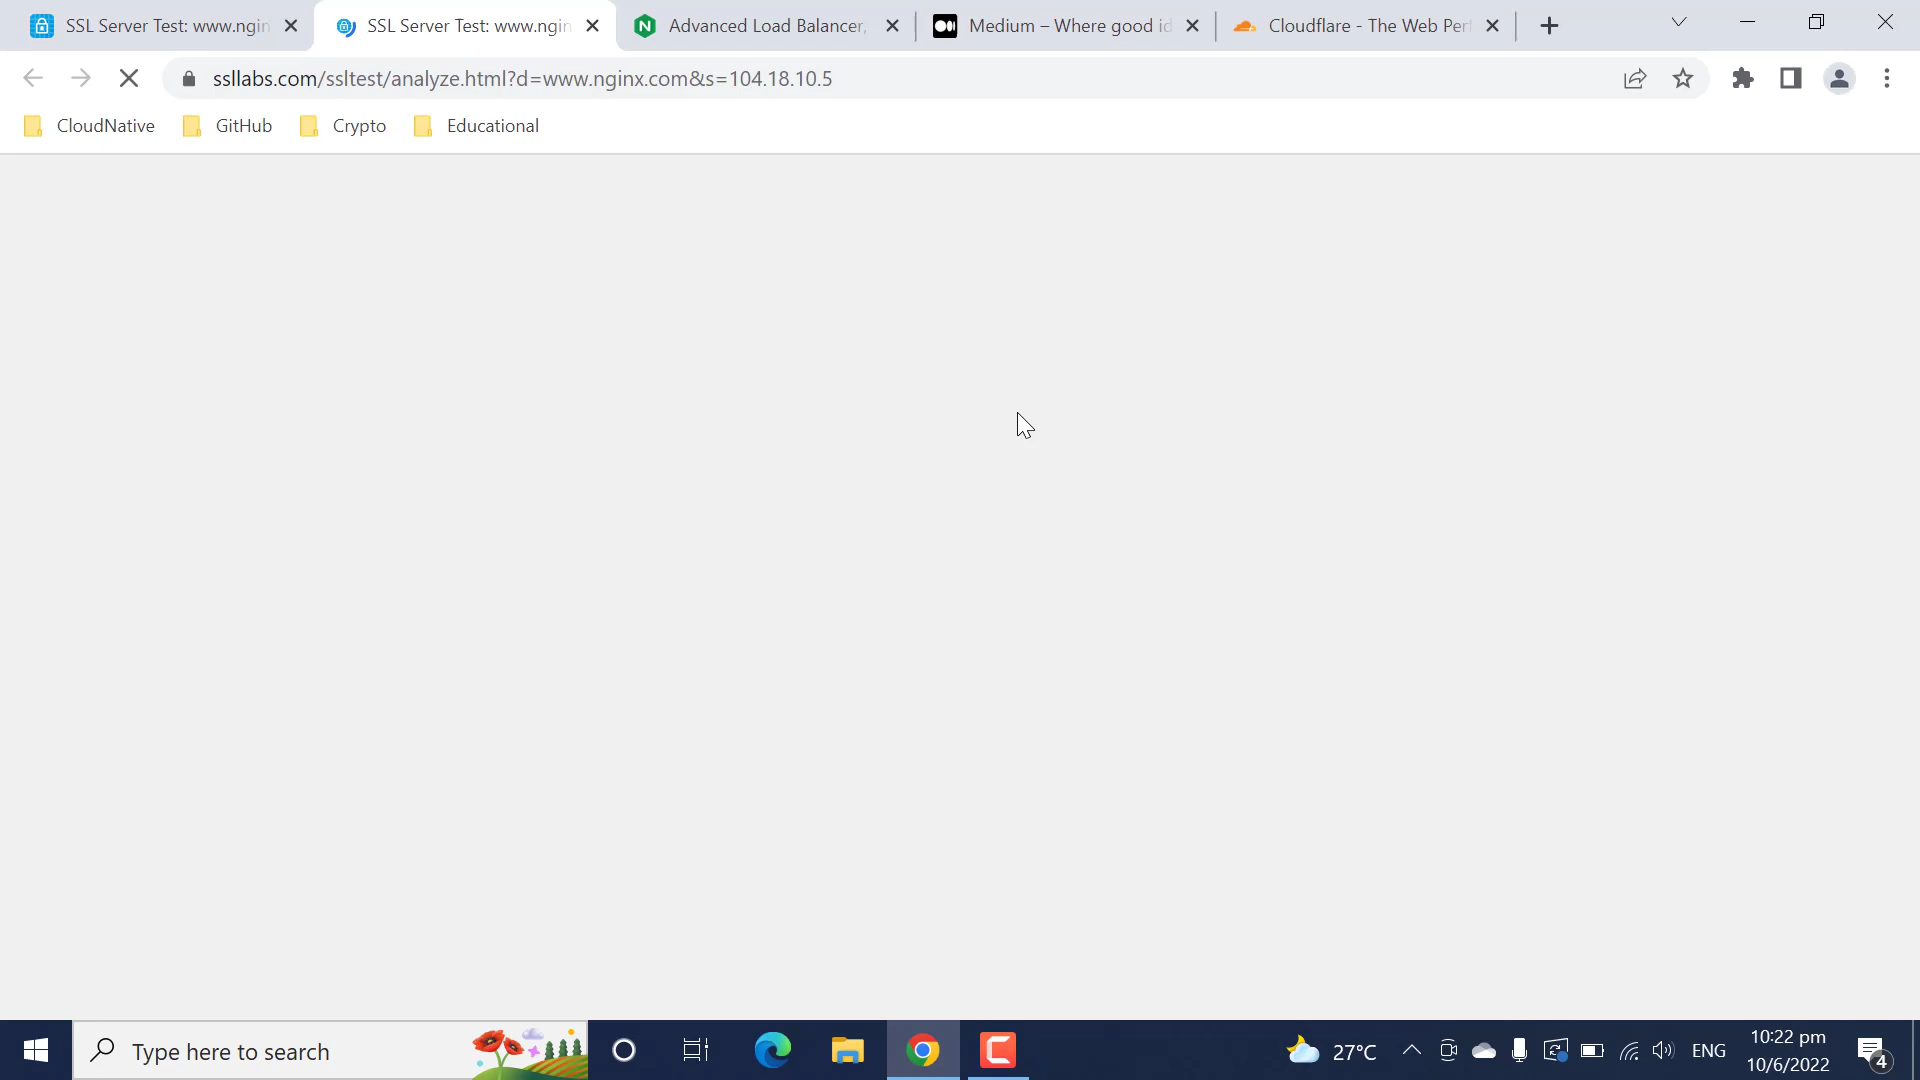 SSL Server Test: www.ngin
SSL Server Test: www.ngin
Advanced Load Balancer,
Medium – Where good id
Cloudflare - The Web Perf
ssllabs.com/ssltest/analyze.html?d=www.nginx.com&s=104.18.10.5
CloudNative
GitHub
Crypto
Educational
Type here to search
27°C
ENG
10:22 pm
10/6/2022
4